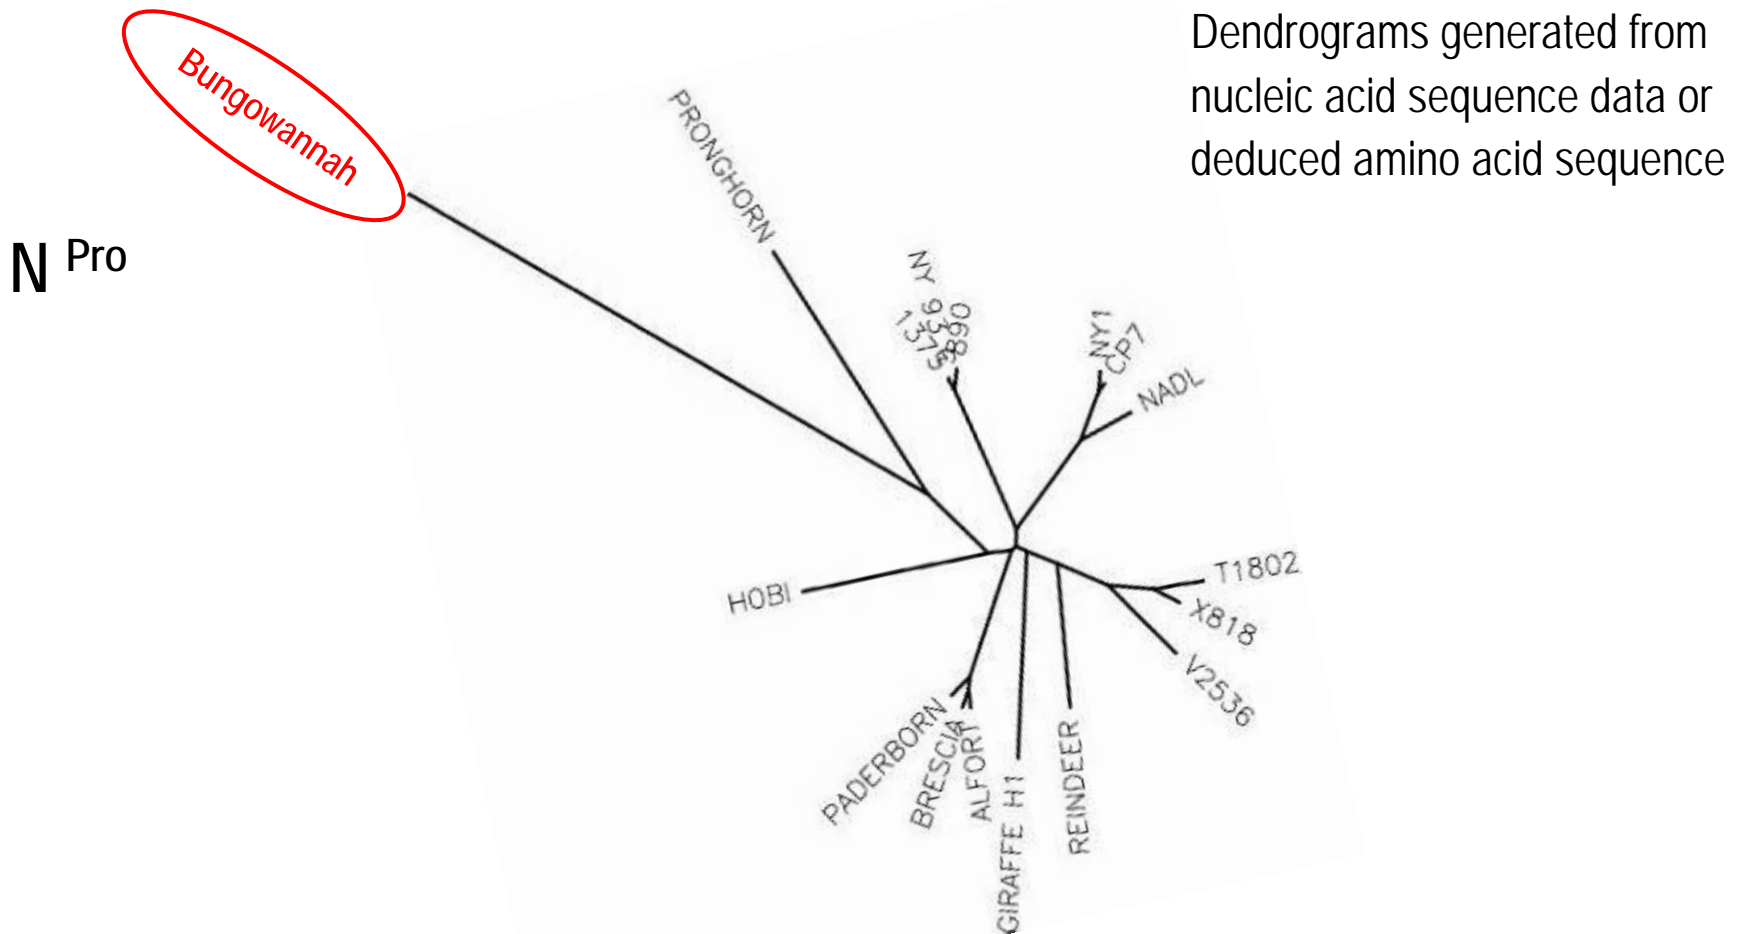 Dendrograms generated from
nucleic acid sequence data or
deduced amino acid sequence
Bungowannah
N Pro
PRONGHORN
NY 93
1373
890
NY1
CP7
NADL
HOBI
T1802
X818
V2536
PADERBORN
BRESCIA
ALFORT
GIRAFFE H1
REINDEER